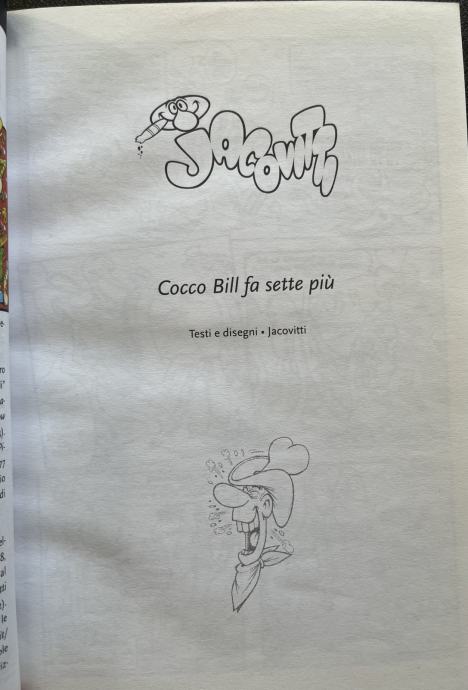 JACOVITTI
Cocco Bill fa sette più
Testi e disegni • Jacovitti